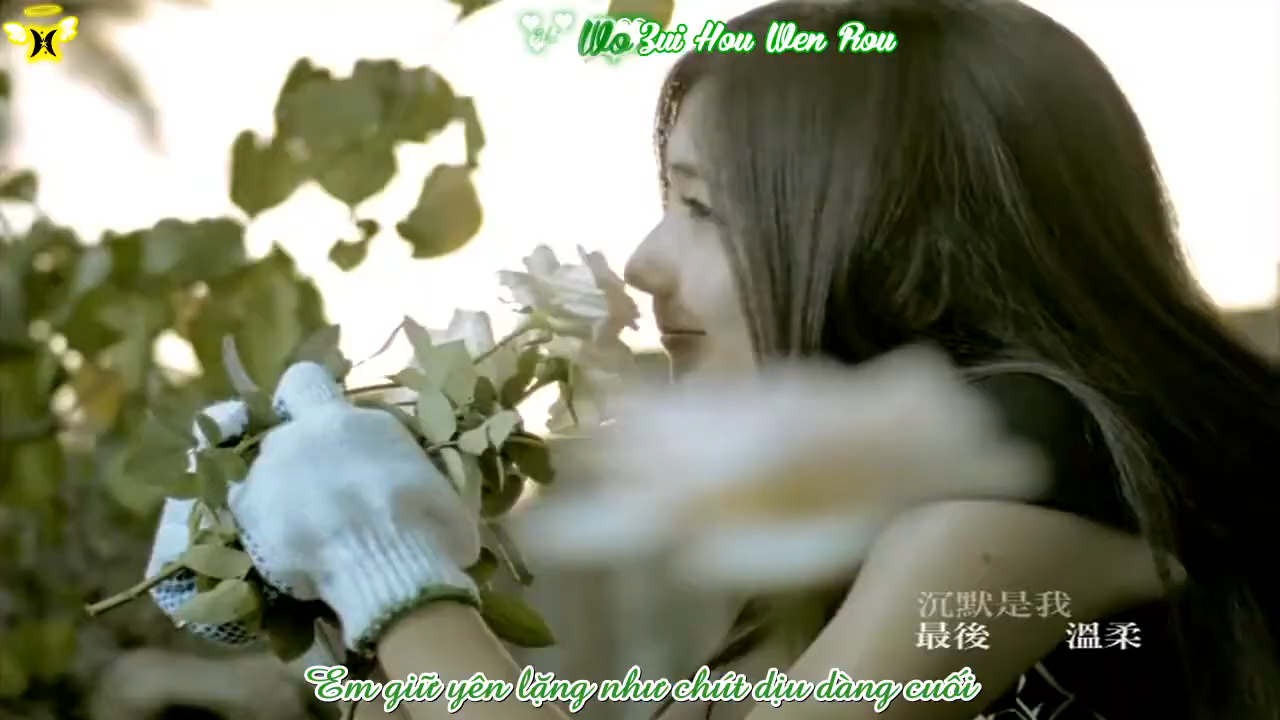 Wo Zui Hou Wen Rou
沉默是我
最後 溫柔
Em giữ yên lặng như chút dịu dàng cuối